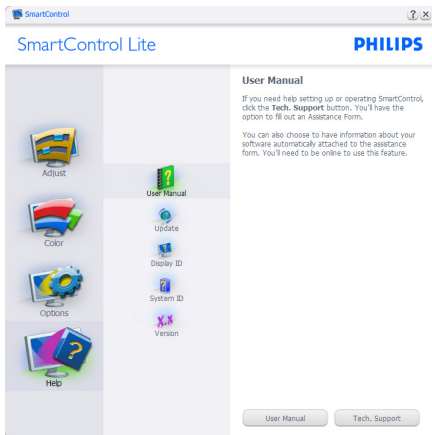 SmartControl
SmartControl Lite
PHILIPS
Adjust
Color
Options
Help
User Manual
Update
Display ID
System ID
X.X
Version
User Manual
If you need help setting up or operating SmartControl,
click the Tech. Support button. You'll have the
option to fill out an Assistance Form.
You can also choose to have information about your
software automatically attached to the assistance
form. You'll need to be online to use this feature.
User Manual
Tech. Support